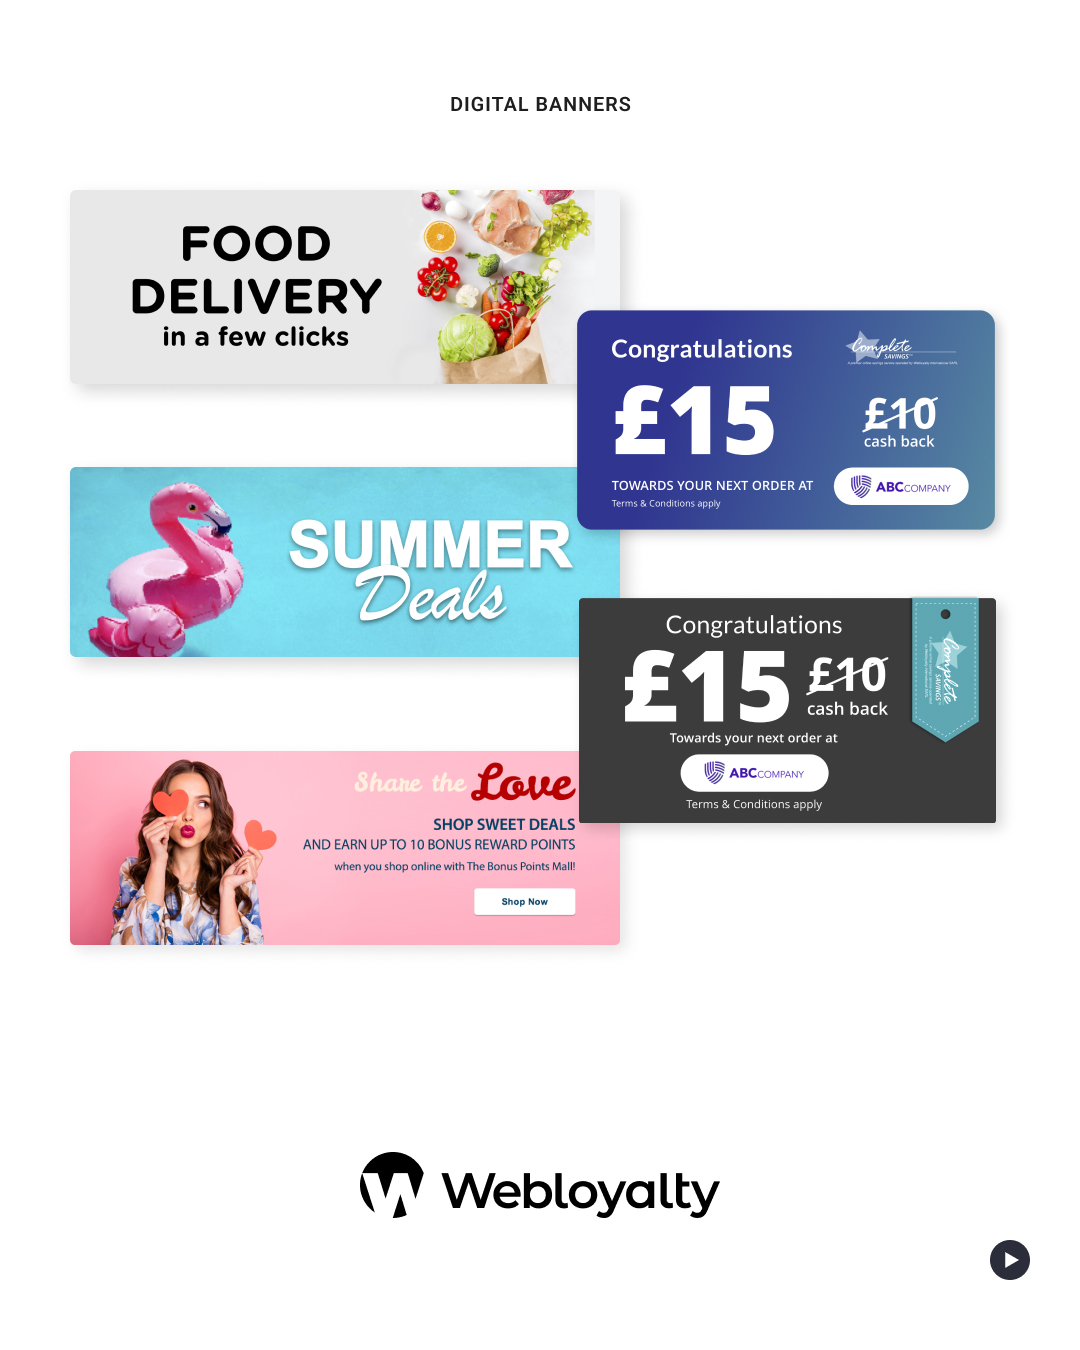 DIGITAL BANNERS
FOOD
DELIVERY
in a few clicks
Congratulations
Complete
SAVINGS
£15
£10
cash back
TOWARDS YOUR NEXT ORDER AT
Terms & Conditions apply
ABCCOMPANY
SUMMER
Deals
Congratulations
£15
£10
cash back
Towards your next order at
ABCCOMPANY
Terms & Conditions apply
Complete
SAVINGS
Share the Love
SHOP SWEET DEALS
AND EARN UP TO 10 BONUS REWARD POINTS
when you shop online with The Bonus Points Mall!
Shop Now
Webloyalty